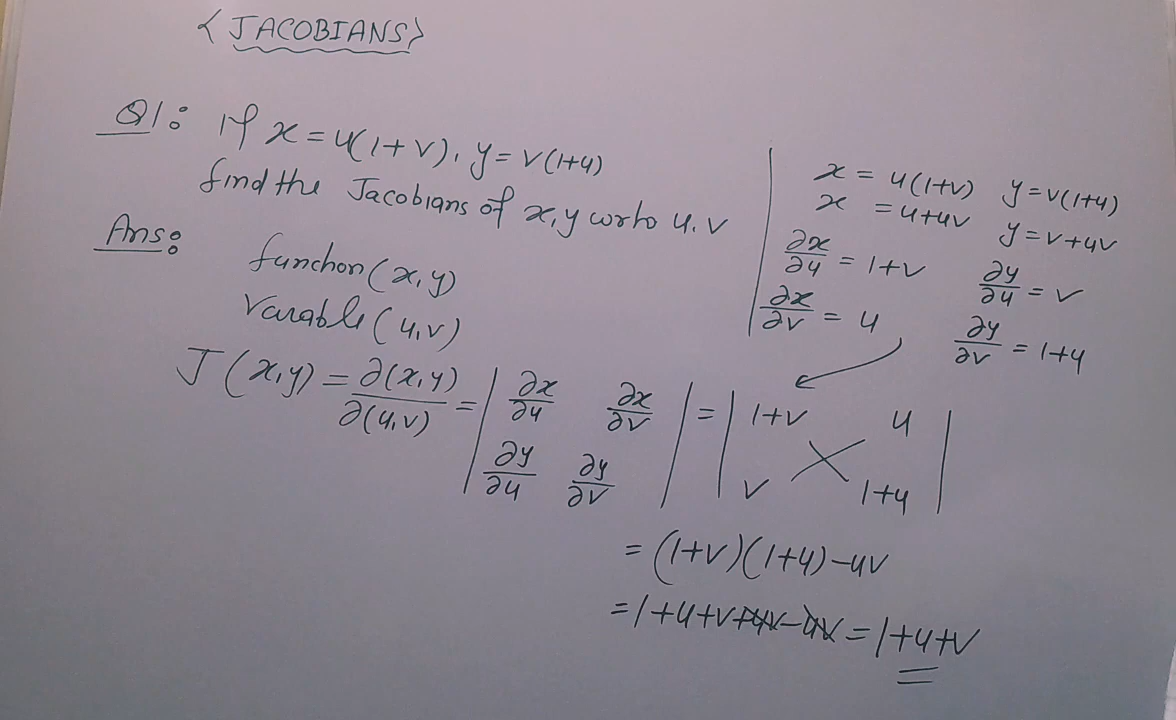 <JACOBIANS>
Q1: If x = u(1+v), y = v(1+u)
find the Jacobians of x,y w.r.to u,v
Ans:
function (x,y)
Variable (u,v)
x = u(1+v) y = v(1+u)
x = u+uv y = v+uv
∂x/∂u = 1+v ∂y/∂u = v
∂x/∂v = u ∂y/∂v = 1+u
J(x,y) = ∂(x,y)/∂(u,v) = | ∂x/∂u ∂x/∂v | = | 1+v u |
| ∂y/∂u ∂y/∂v | | v 1+u |
= (1+v)(1+u)-uv
= 1+u+v+uv-uv = 1+u+v